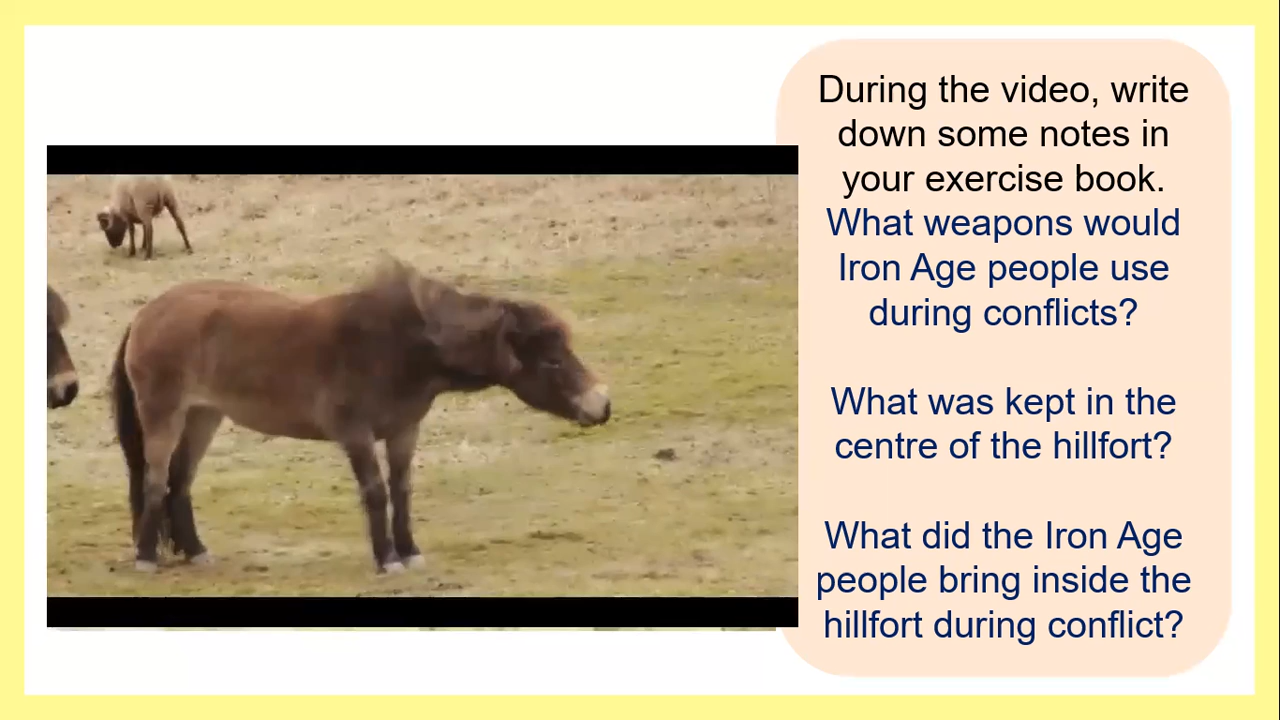 During the video, write
down some notes in
your exercise book.
What weapons would
Iron Age people use
during conflicts?
What was kept in the
centre of the hillfort?
What did the Iron Age
people bring inside the
hillfort during conflict?